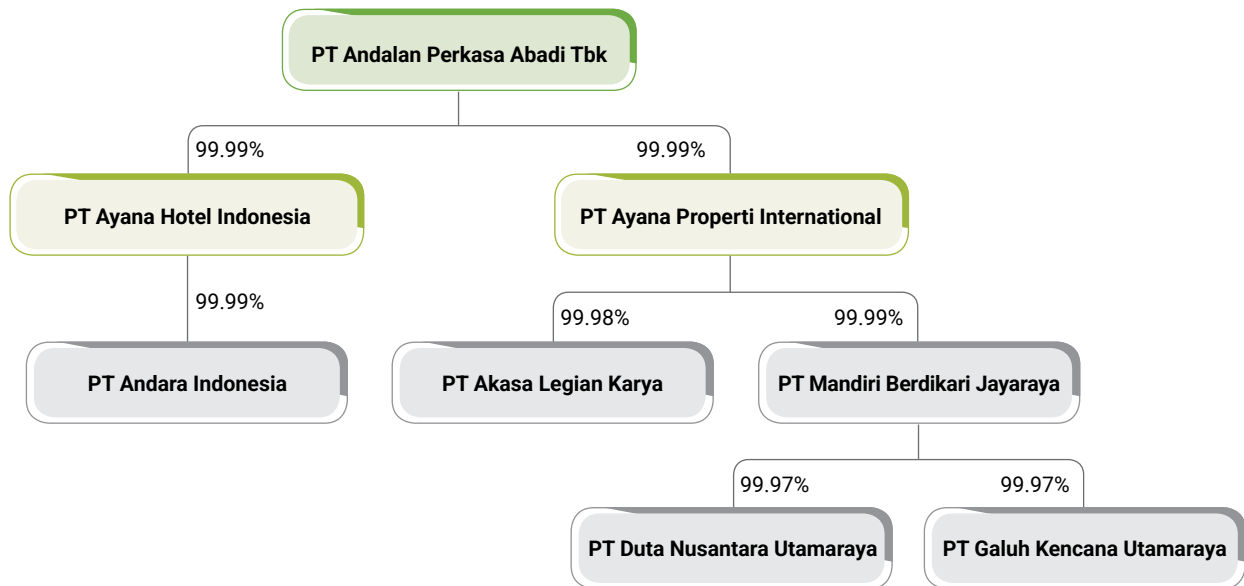 PT Andalan Perkasa Abadi Tbk
99.99%
99.99%
PT Ayana Hotel Indonesia
PT Ayana Properti International
99.99%
99.98%
99.99%
PT Andara Indonesia
PT Akasa Legian Karya
PT Mandiri Berdikari Jayaraya
99.97%
99.97%
PT Duta Nusantara Utamaraya
PT Galuh Kencana Utamaraya